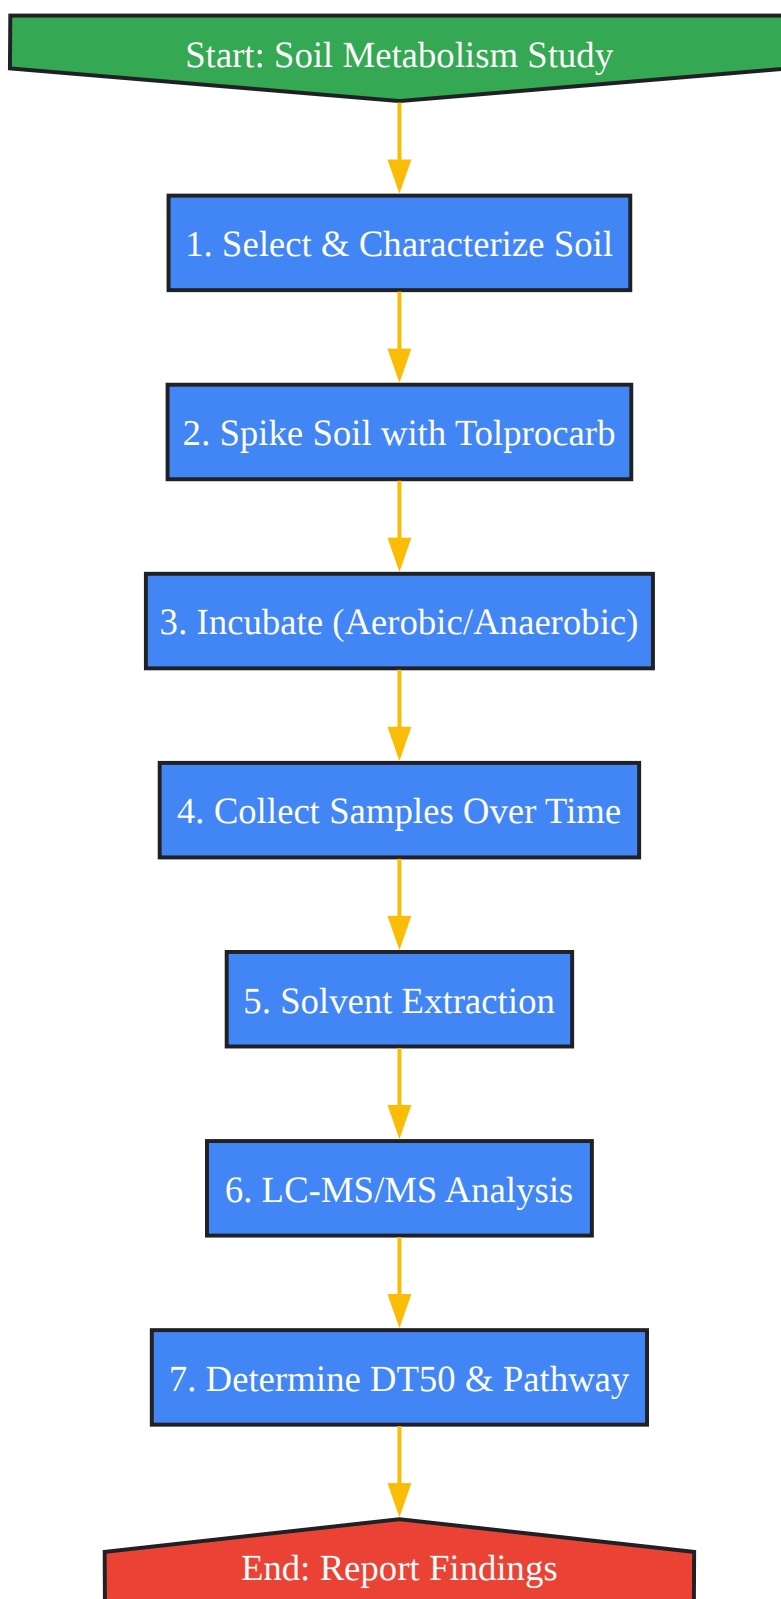 Start: Soil Metabolism Study
1. Select & Characterize Soil
2. Spike Soil with Tolprocarb
3. Incubate (Aerobic/Anaerobic)
4. Collect Samples Over Time
5. Solvent Extraction
6. LC-MS/MS Analysis
7. Determine DT50 & Pathway
End: Report Findings